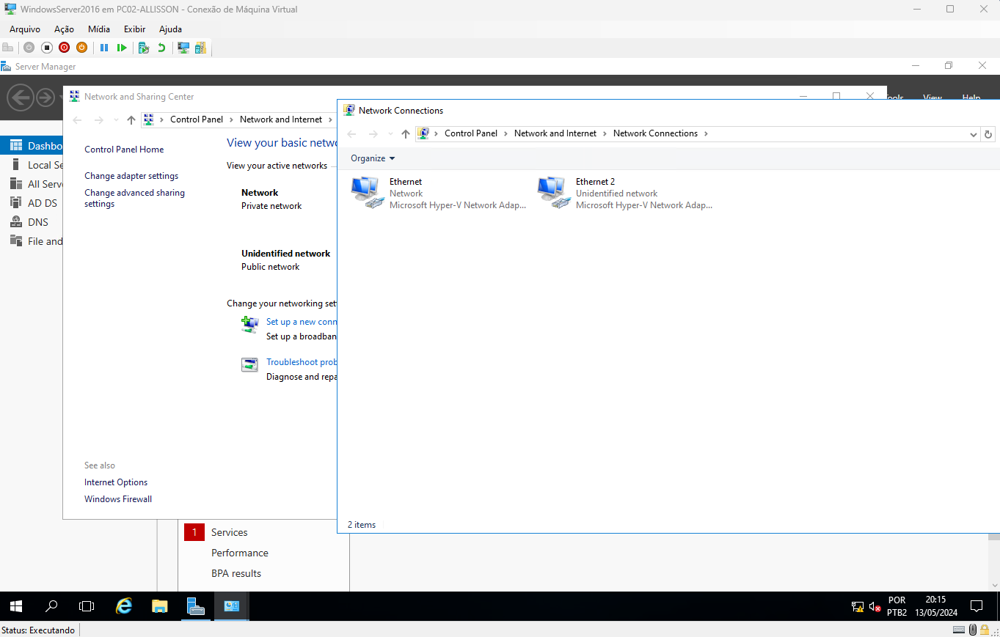 WindowsServer2016 em PC02-ALLISSON - Conexão de Máquina Virtual
Arquivo Ação Mídia Exibir Ajuda
Server Manager
Tools View Help
Network and Sharing Center
Control Panel Network and Internet
Dashbo
Local Se
All Serve
AD DS
DNS
File and
Control Panel Home
Change adapter settings
Change advanced sharing
settings
View your basic netwo
View your active networks
Network
Private network
Unidentified network
Public network
Change your networking sett
Set up a new conn
Set up a broadban
Troubleshoot prob
Diagnose and repa
See also
Internet Options
Windows Firewall
Network Connections
Control Panel Network and Internet Network Connections
Organize
Ethernet
Network
Microsoft Hyper-V Network Adap...
Ethernet 2
Unidentified network
Microsoft Hyper-V Network Adap...
2 items
1 Services
Performance
BPA results
POR
PTB2
20:15
13/05/2024
Status: Executando